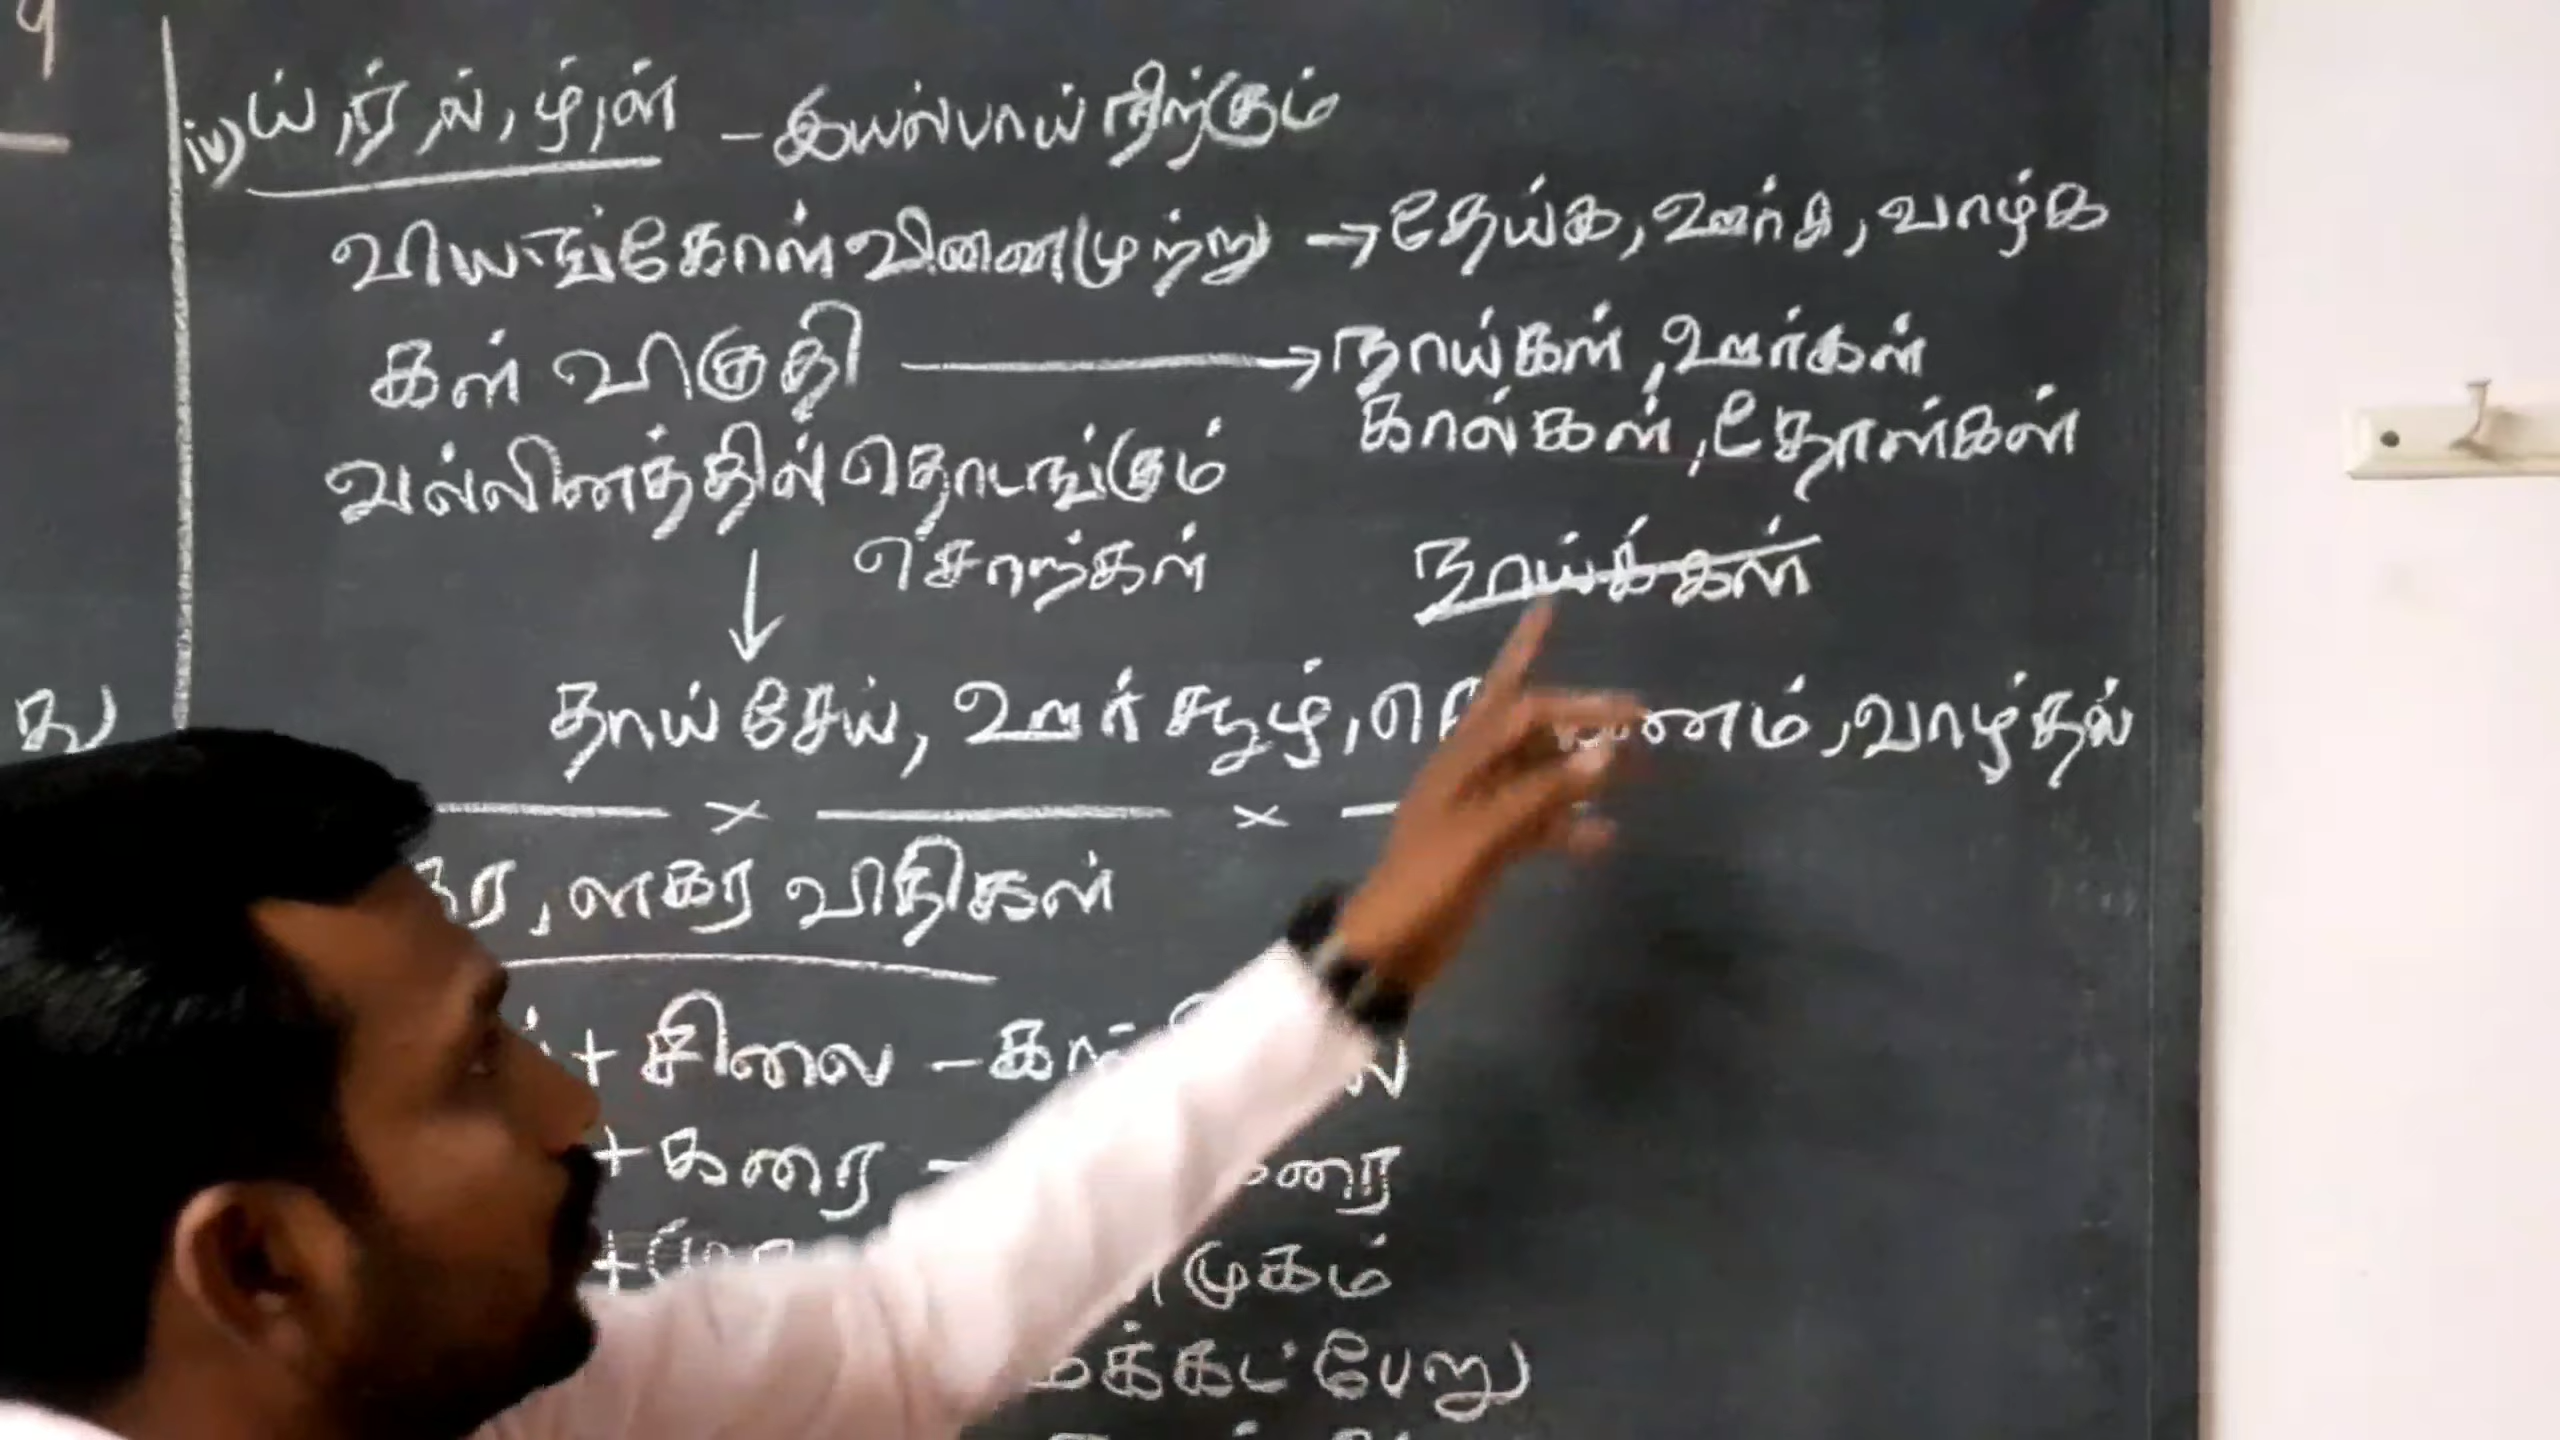 iv) ய், ர், ல், ழ், ள் - இயல்பாய் நிற்கும்
வியங்கோள் வினைமுற்று → தேய்க, ஊர்க, வாழ்க
கள் விகுதி → நாய்கள், ஊர்கள்
கால்கள், தோள்கள்
வல்லினத்தில் தொடங்கும்
சொற்கள்
நாய்க்கள்
தாய் சேய், ஊர் சூழ், வாழ்தல்
து
x x
ளகர விதிகள்
+ சிலை -
+ கரை -
முகம்
மக்கட் பேறு